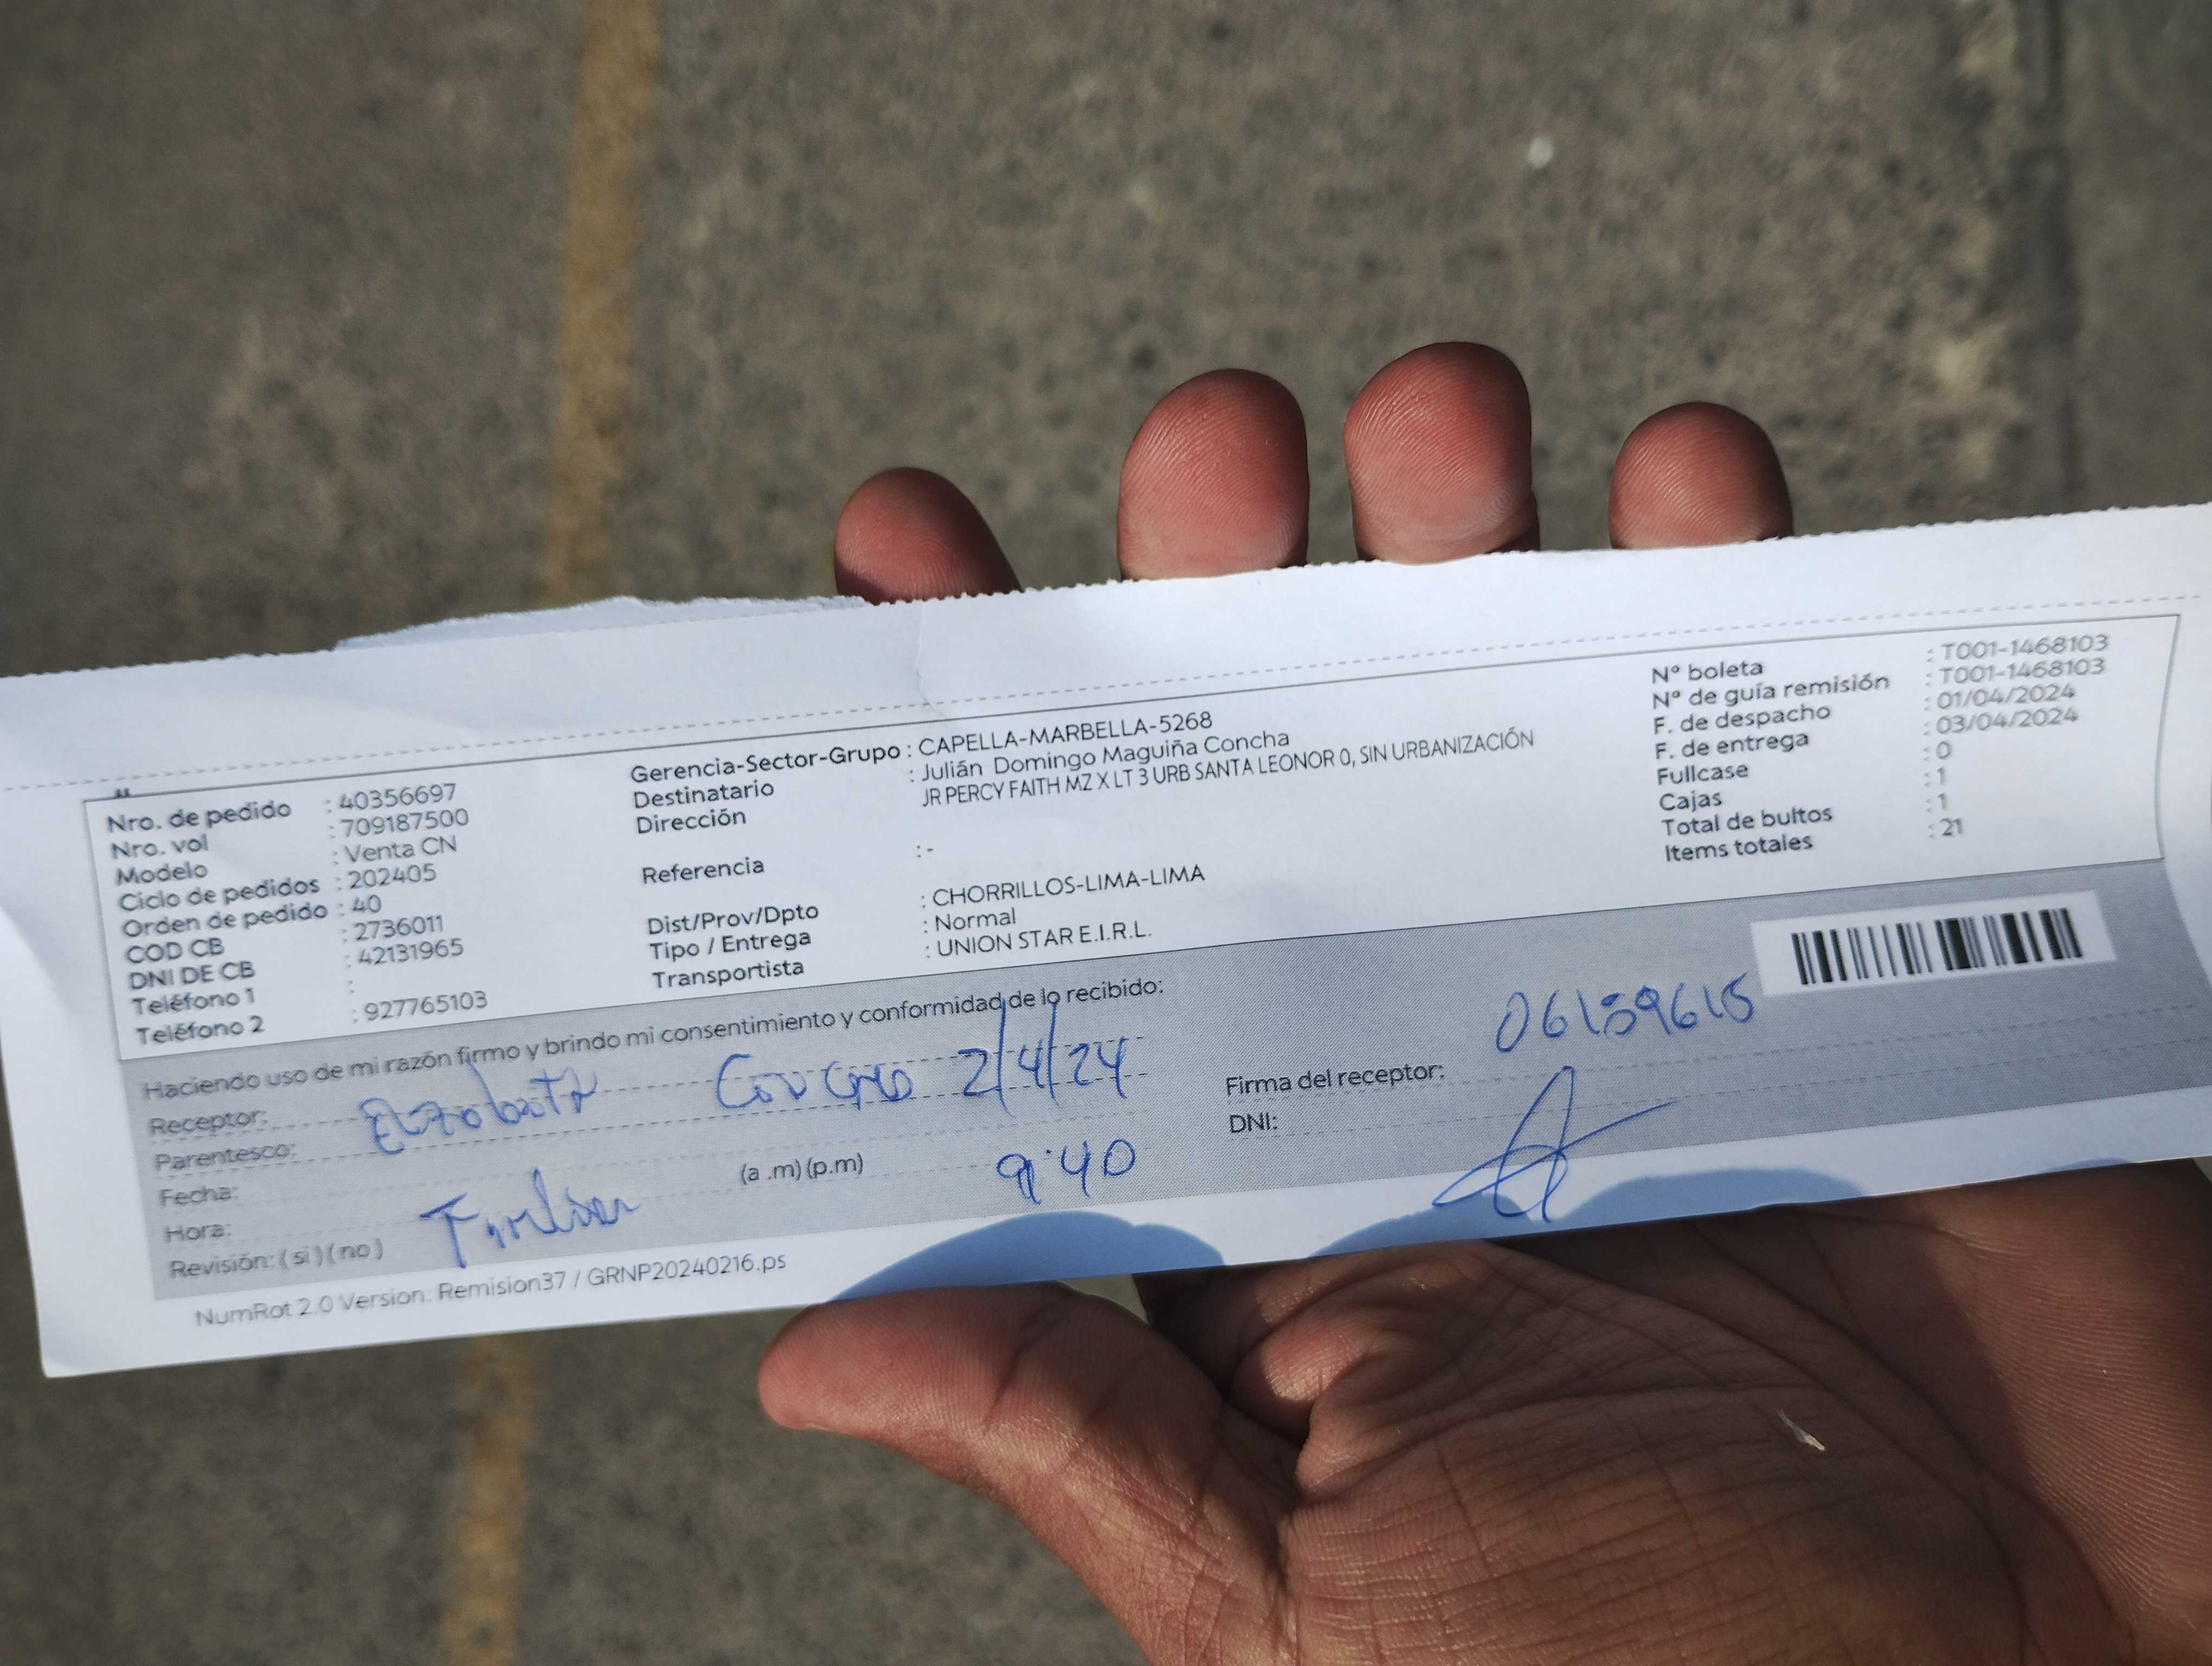 Nro. de pedido : 40356697
Nro. vol : 709187500
Modelo : Venta CN
Ciclo de pedidos : 202405
Orden de pedido : 40
COD CB : 2736011
DNI DE CB : 42131965
Teléfono 1 :
Teléfono 2 : 927765103
Gerencia-Sector-Grupo : CAPELLA-MARBELLA-5268
Destinatario : Julián Domingo Maguiña Concha
Dirección JR PERCY FAITH MZ X LT 3 URB SANTA LEONOR 0, SIN URBANIZACIÓN
Referencia :-
Dist/Prov/Dpto : CHORRILLOS-LIMA-LIMA
Tipo / Entrega : Normal
Transportista : UNION STAR E.I.R.L.
Nº boleta : T001-1468103
Nº de guía remisión : T001-1468103
F. de despacho : 01/04/2024
F. de entrega : 03/04/2024
Fullcase : 0
Cajas : 1
Total de bultos : 1
Items totales : 21
Haciendo uso de mi razón firmo y brindo mi consentimiento y conformidad de lo recibido:
Receptor:
Parentesco:
2/4/24
Fecha:
Hora: (a .m) (p.m) 9:40
Revisión: ( si ) ( no )
Firma del receptor:
DNI:
NumRot 2.0 Version: Remision37 / GRNP20240216.ps